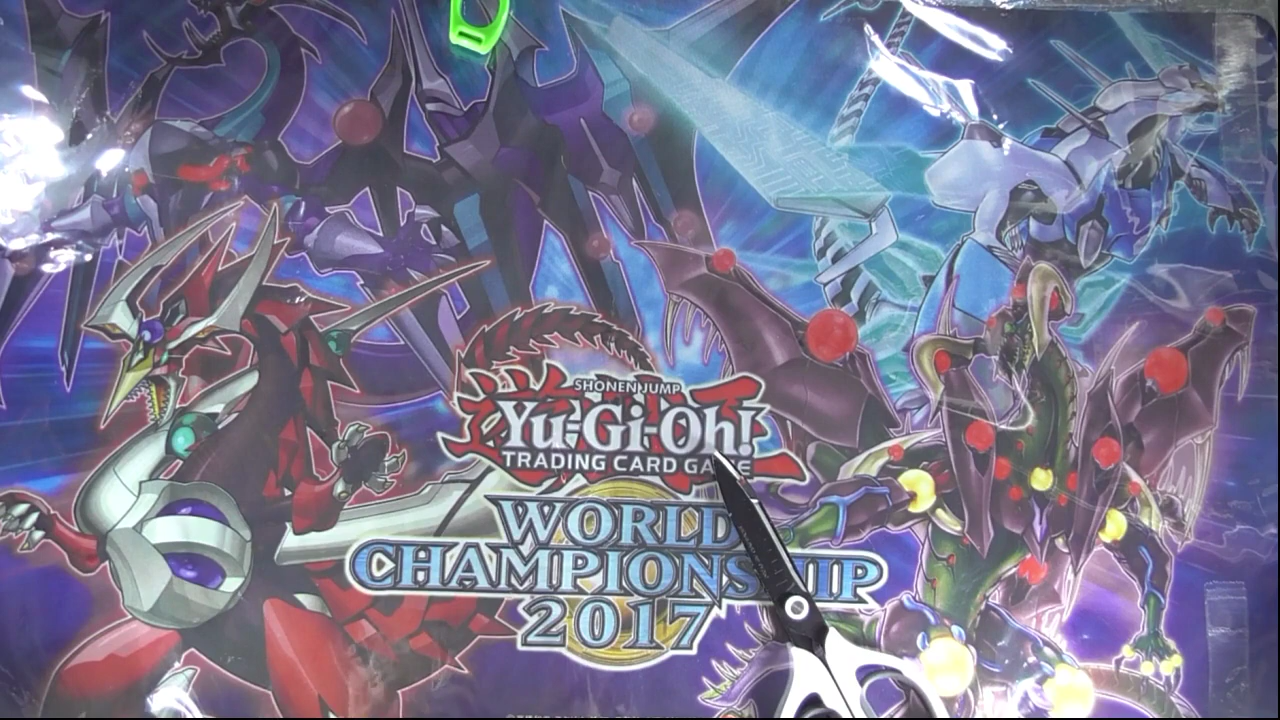 SHONEN JUMP
Yu-Gi-Oh!
TRADING CARD GAME
WORLD
CHAMPIONSHIP
2017